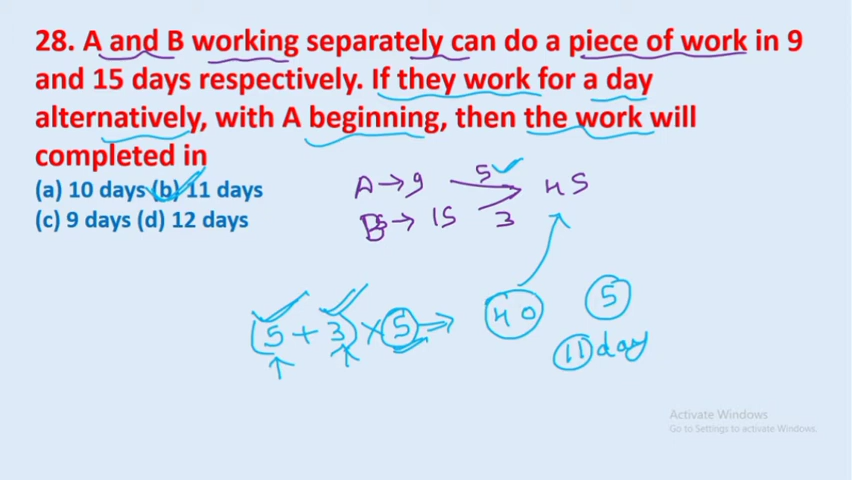 28. A and B working separately can do a piece of work in 9
and 15 days respectively. If they work for a day
alternatively, with A beginning, then the work will
completed in
(a) 10 days (b) 11 days
(c) 9 days (d) 12 days
A → 9 5 45
B → 15 3
(5 + 3) × 5 ⇒ 40 5
11 day
Activate Windows
Go to Settings to activate Windows.